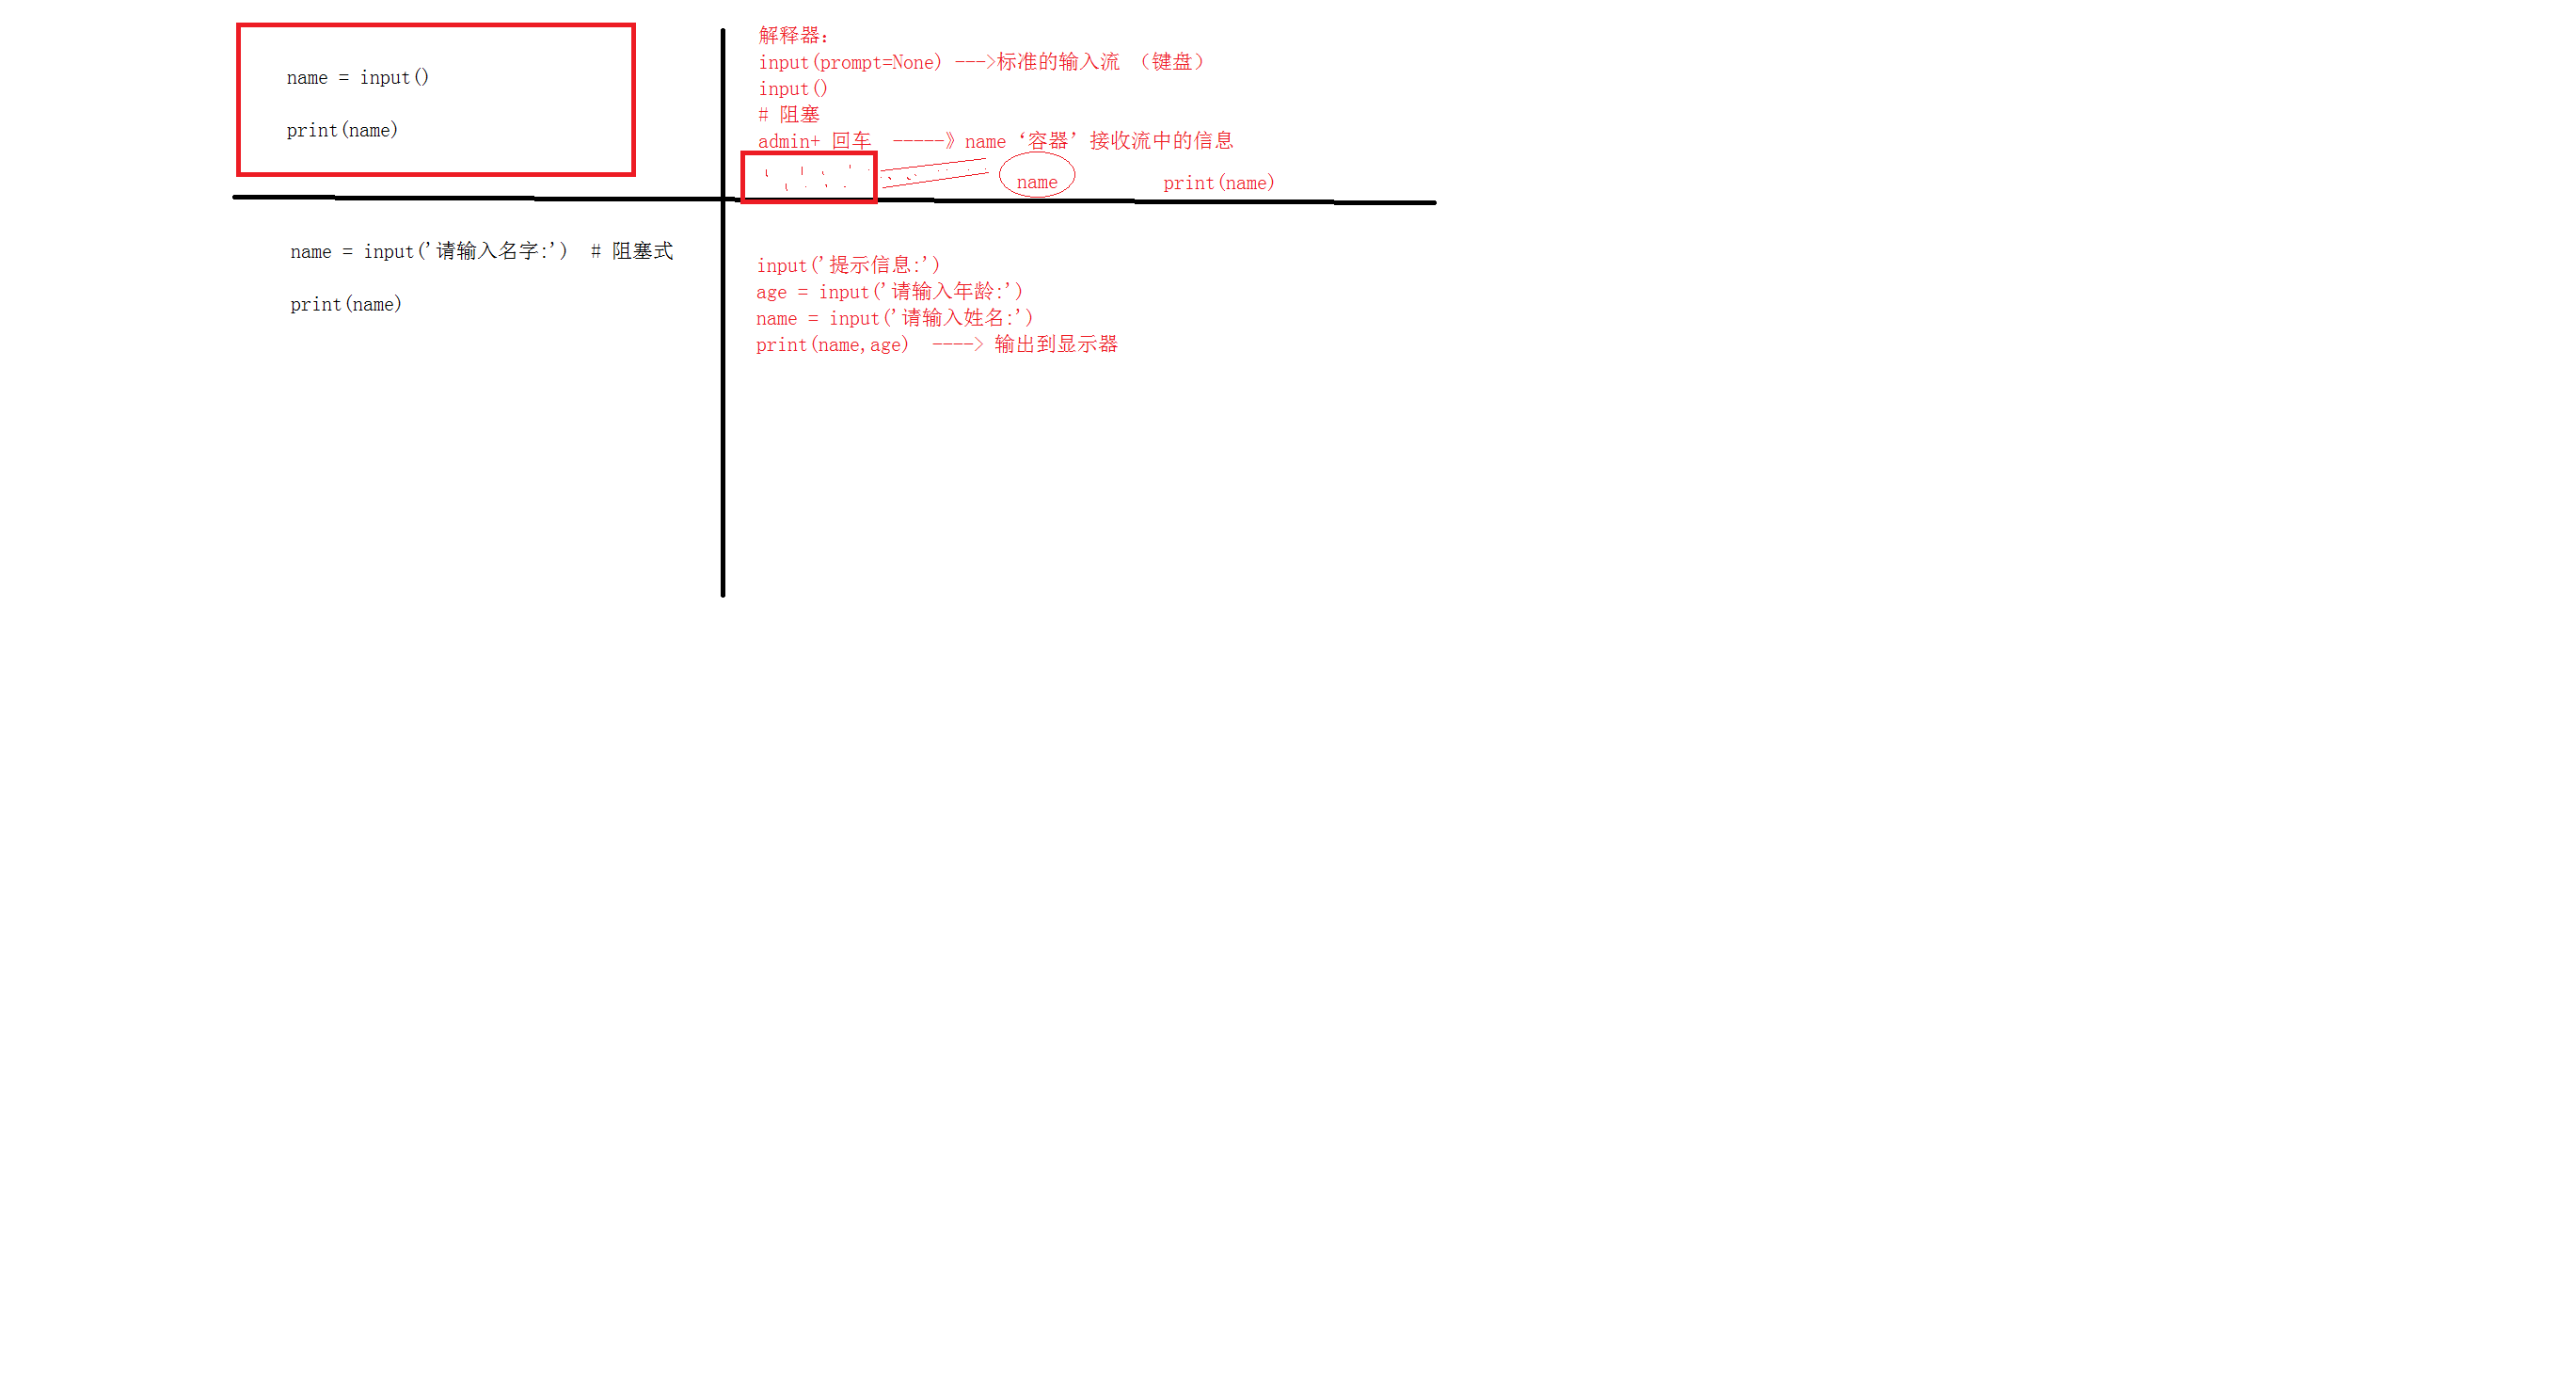 name = input()
print(name)
解释器：
input(prompt=None) --->标准的输入流 （键盘）
input()
# 阻塞
admin+ 回车 -----》name ‘容器’ 接收流中的信息
name
print(name)
name = input('请输入名字:') # 阻塞式
print(name)
input('提示信息:')
age = input('请输入年龄:')
name = input('请输入姓名:')
print(name,age) ----> 输出到显示器